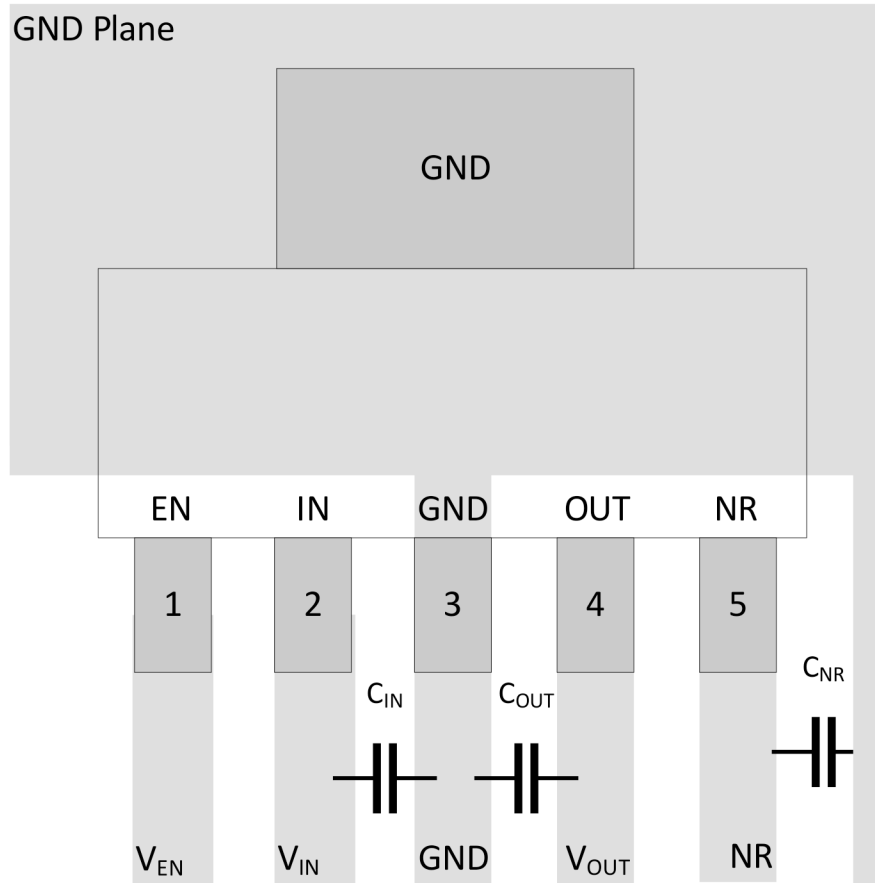 GND Plane
GND
EN IN GND OUT NR
1 2 3 4 5
C_NR
C_IN C_OUT
V_EN V_IN GND V_OUT NR